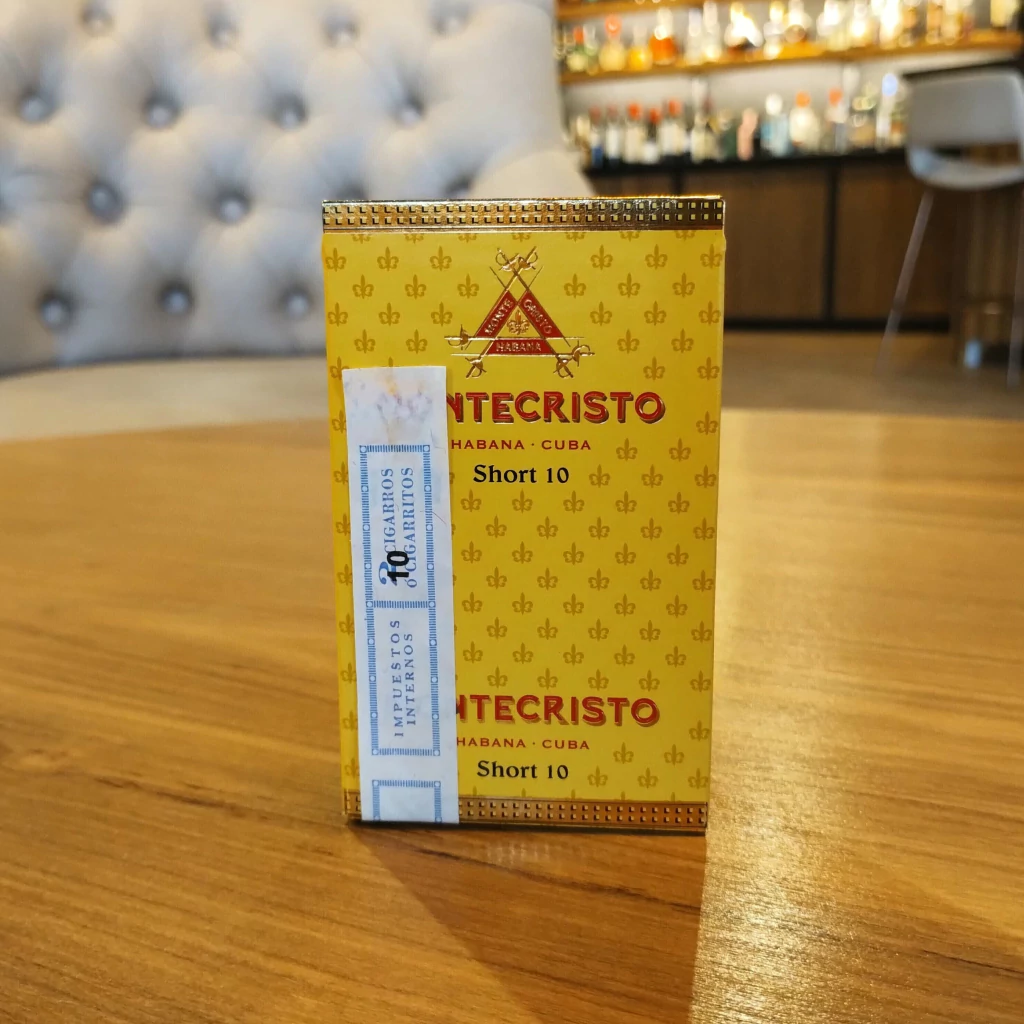 MONTE CRISTO
HABANA
NTECRISTO
HABANA · CUBA
Short 10
CIGARROS
O CIGARRITOS
10
IMPUESTOS
INTERNOS
NTECRISTO
HABANA · CUBA
Short 10